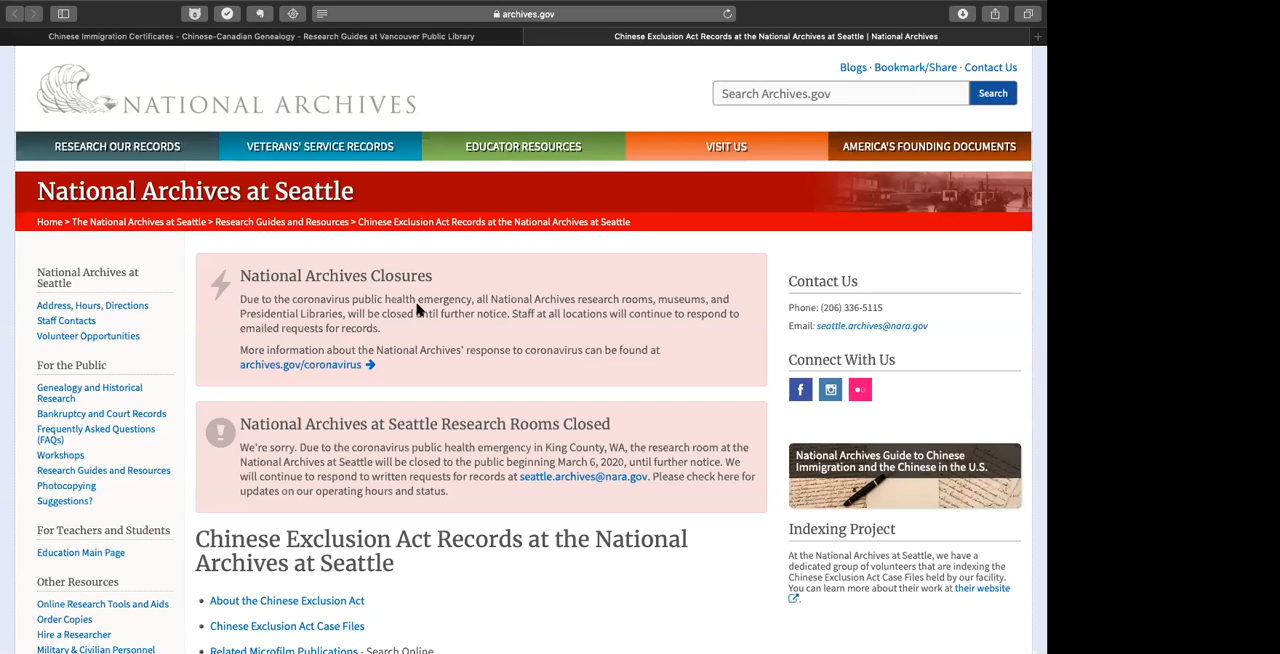 archives.gov
Chinese Immigration Certificates - Chinese-Canadian Genealogy - Research Guides at Vancouver Public Library
Chinese Exclusion Act Records at the National Archives at Seattle | National Archives
Blogs · Bookmark/Share · Contact Us
NATIONAL ARCHIVES
Search Archives.gov
Search
RESEARCH OUR RECORDS
VETERANS' SERVICE RECORDS
EDUCATOR RESOURCES
VISIT US
AMERICA'S FOUNDING DOCUMENTS
National Archives at Seattle
Home > The National Archives at Seattle > Research Guides and Resources > Chinese Exclusion Act Records at the National Archives at Seattle
National Archives at
Seattle
Address, Hours, Directions
Staff Contacts
Volunteer Opportunities
For the Public
Genealogy and Historical
Research
Bankruptcy and Court Records
Frequently Asked Questions
(FAQs)
Workshops
Research Guides and Resources
Photocopying
Suggestions?
For Teachers and Students
Education Main Page
Other Resources
Online Research Tools and Aids
Order Copies
Hire a Researcher
Military & Civilian Personnel
National Archives Closures
Due to the coronavirus public health emergency, all National Archives research rooms, museums, and
Presidential Libraries, will be closed until further notice. Staff at all locations will continue to respond to
emailed requests for records.
More information about the National Archives' response to coronavirus can be found at
archives.gov/coronavirus
National Archives at Seattle Research Rooms Closed
We're sorry. Due to the coronavirus public health emergency in King County, WA, the research room at the
National Archives at Seattle will be closed to the public beginning March 6, 2020, until further notice. We
will continue to respond to written requests for records at seattle.archives@nara.gov. Please check here for
updates on our operating hours and status.
Chinese Exclusion Act Records at the National
Archives at Seattle
About the Chinese Exclusion Act
Chinese Exclusion Act Case Files
Related Microfilm Publications - Search Online
Contact Us
Phone: (206) 336-5115
Email: seattle.archives@nara.gov
Connect With Us
National Archives Guide to Chinese
Immigration and the Chinese in the U.S.
Indexing Project
At the National Archives at Seattle, we have a
dedicated group of volunteers that are indexing the
Chinese Exclusion Act Case Files held by our facility.
You can learn more about their work at their website
.